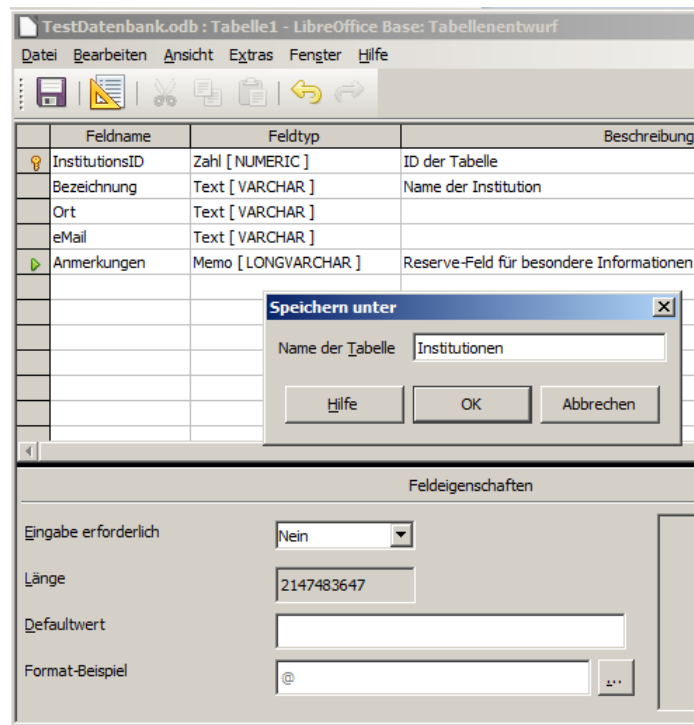 TestDatenbank.odb : Tabelle1 - LibreOffice Base: Tabellenentwurf
Datei Bearbeiten Ansicht Extras Fenster Hilfe
Feldname Feldtyp Beschreibung
InstitutionsID Zahl [ NUMERIC ] ID der Tabelle
Bezeichnung Text [ VARCHAR ] Name der Institution
Ort Text [ VARCHAR ]
eMail Text [ VARCHAR ]
Anmerkungen Memo [ LONGVARCHAR ] Reserve-Feld für besondere Informationen
Speichern unter
Name der Tabelle Institutionen
Hilfe OK Abbrechen
Feldeigenschaften
Eingabe erforderlich Nein
Länge 2147483647
Defaultwert
Format-Beispiel @ ...